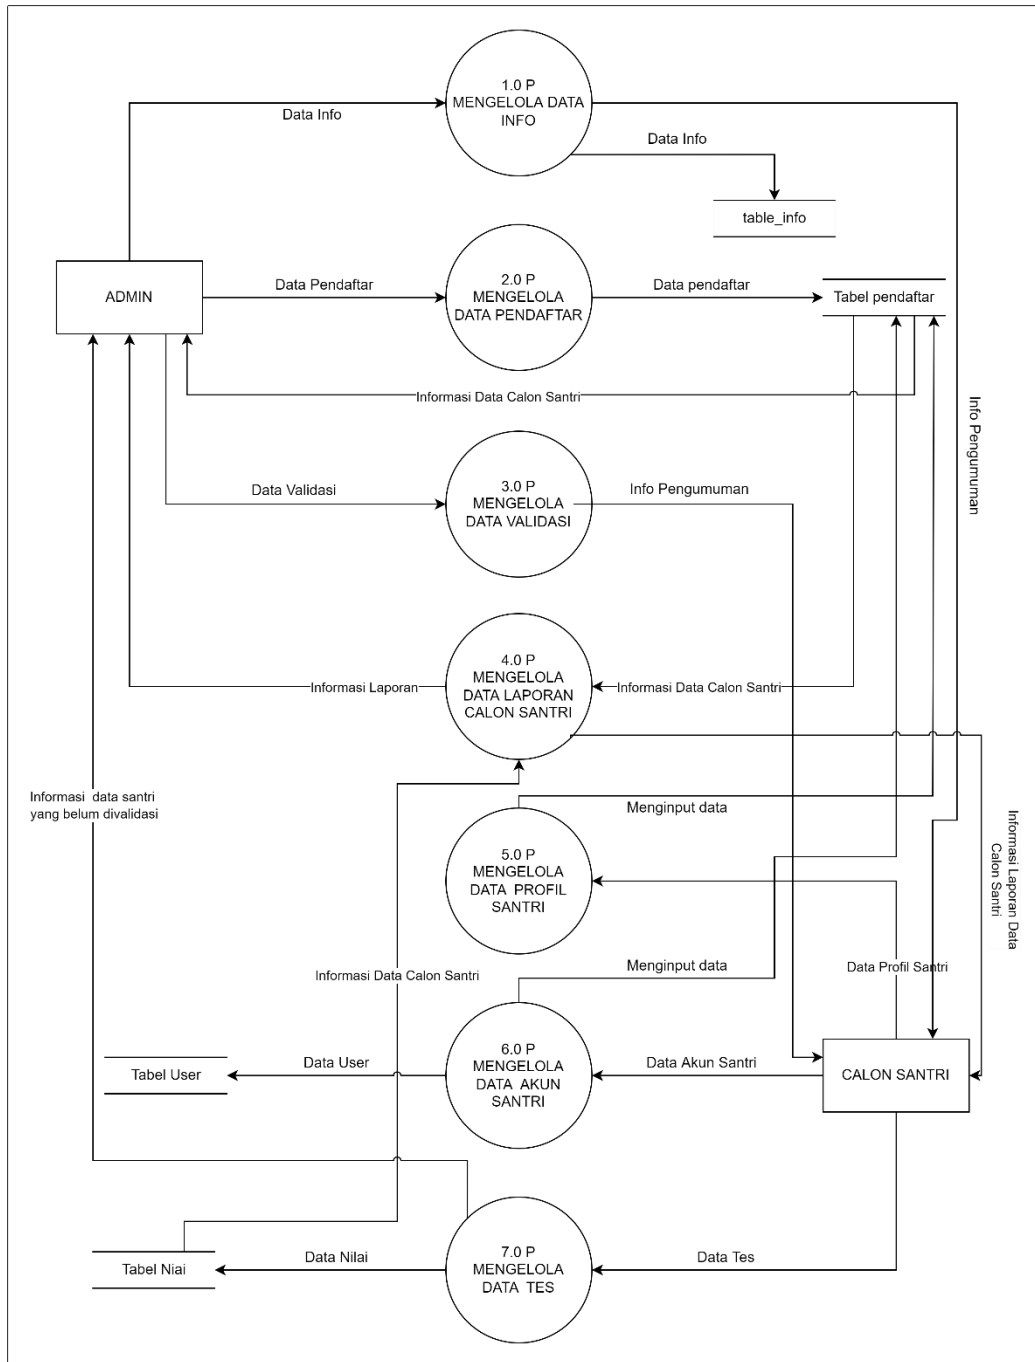 1.0 P
MENGELOLA DATA
INFO
Data Info
Data Info
table_info
ADMIN
Data Pendaftar
2.0 P
MENGELOLA
DATA PENDAFTAR
Data pendaftar
Tabel pendaftar
Informasi Data Calon Santri
Info Pengumuman
Data Validasi
3.0 P
MENGELOLA
DATA VALIDASI
Info Pengumuman
Informasi Laporan
4.0 P
MENGELOLA
DATA LAPORAN
CALON SANTRI
Informasi Data Calon Santri
Informasi data santri
yang belum divalidasi
Menginput data
Informasi Laporan Data
Calon Santri
5.0 P
MENGELOLA
DATA PROFIL
SANTRI
Informasi Data Calon Santri
Menginput data
Data Profil Santri
Tabel User
Data User
6.0 P
MENGELOLA
DATA AKUN
SANTRI
Data Akun Santri
CALON SANTRI
Tabel Niai
Data Nilai
7.0 P
MENGELOLA
DATA TES
Data Tes